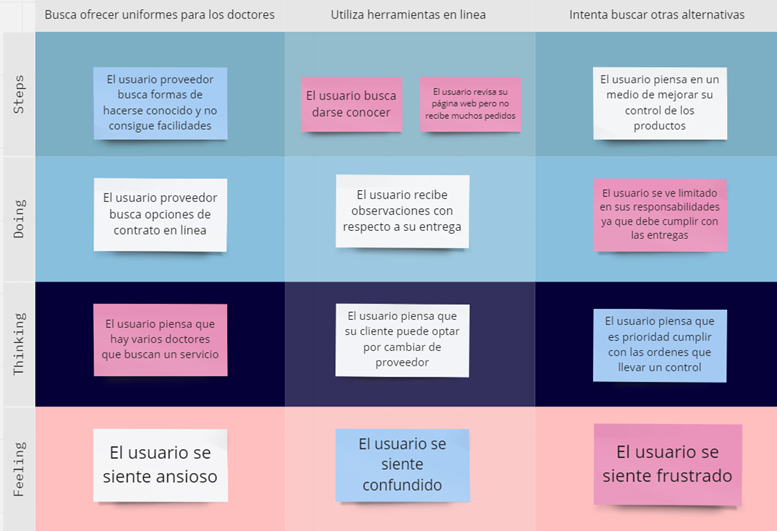 Busca ofrecer uniformes para los doctores
Utiliza herramientas en linea
Intenta buscar otras alternativas
Steps
El usuario proveedor
busca formas de
hacerse conocido y no
consigue facilidades
El usuario busca
darse conocer
El usuario revisa su
página web pero no
recibe muchos pedidos
El usuario piensa en un
medio de mejorar su
control de los
productos
Doing
El usuario proveedor
busca opciones de
contrato en linea
El usuario recibe
observaciones con
respecto a su entrega
El usuario se ve limitado
en sus responsabilidades
ya que debe cumplir con
las entregas
Thinking
El usuario piensa que
hay varios doctores
que buscan un servicio
El usuario piensa que
su cliente puede optar
por cambiar de
proveedor
El usuario piensa que
es prioridad cumplir
con las ordenes que
llevar un control
Feeling
El usuario se
siente ansioso
El usuario se
siente
confundido
El usuario se
siente frustrado